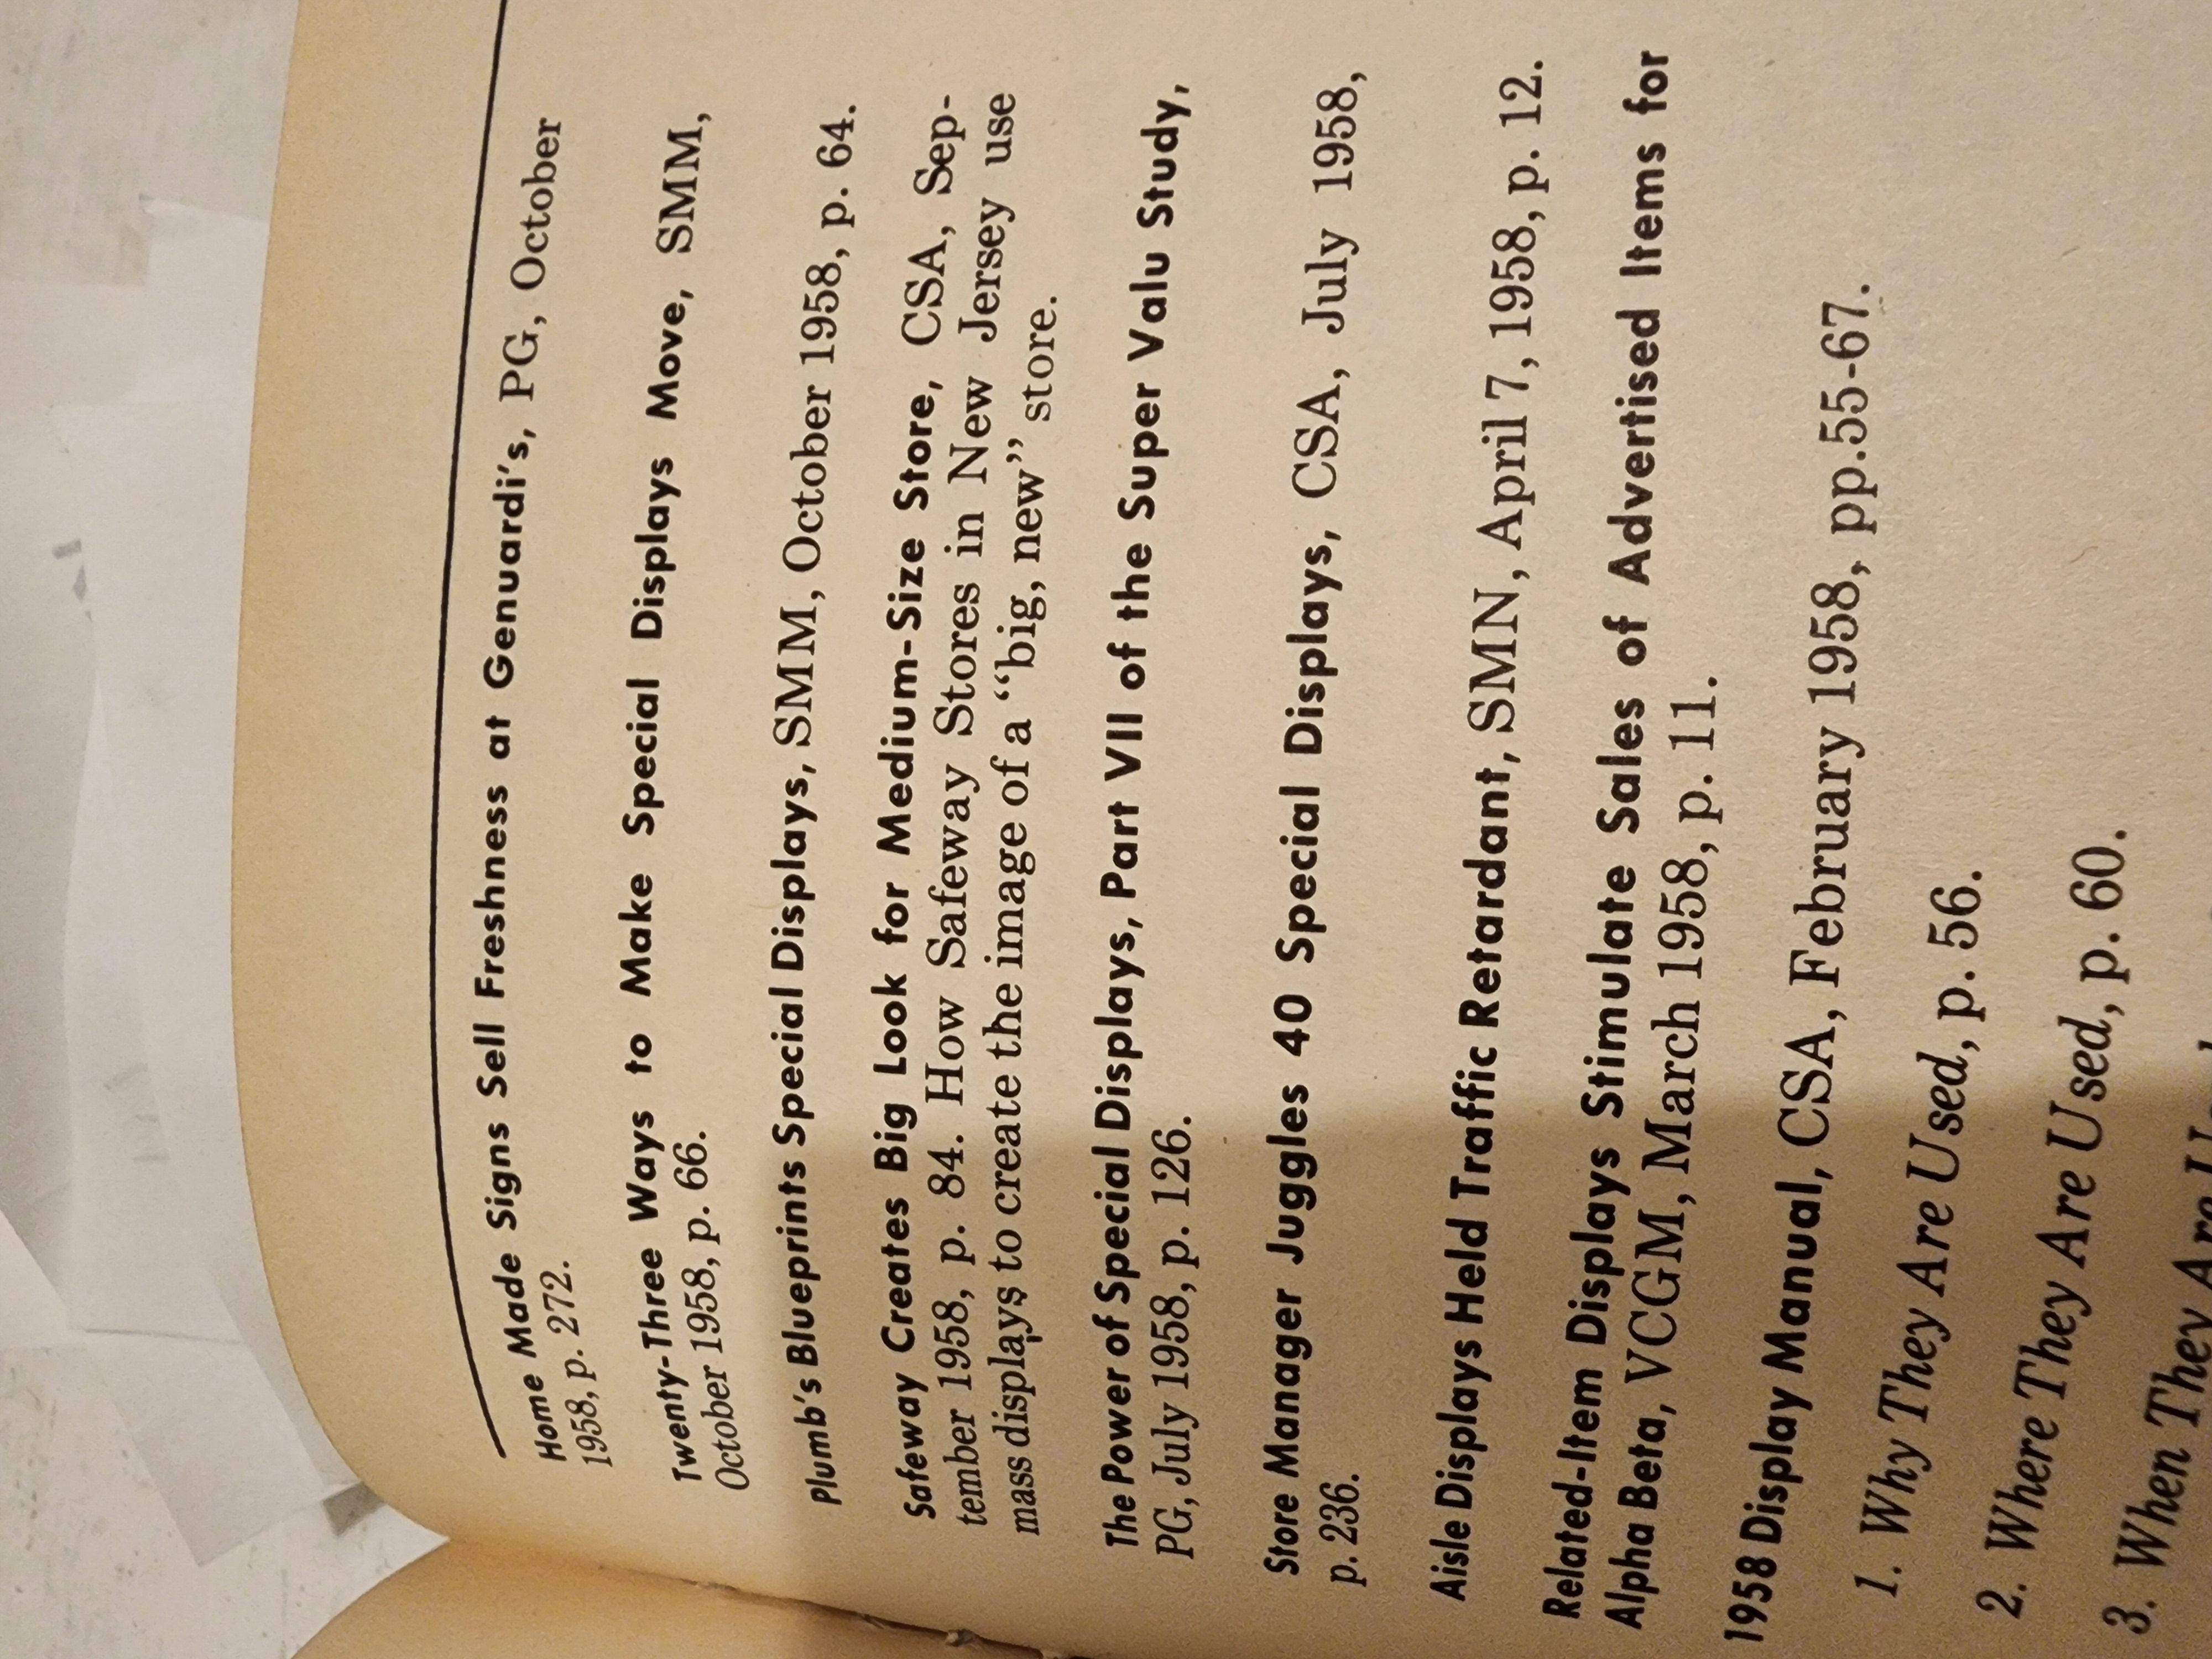 Home Made Signs Sell Freshness at Genuardi's, PG, October
1958, p. 272.
Twenty-Three Ways to Make Special Displays Move, SMM,
October 1958, p. 66.
Plumb's Blueprints Special Displays, SMM, October 1958, p. 64.
Safeway Creates Big Look for Medium-Size Store, CSA, Sep-
tember 1958, p. 84. How Safeway Stores in New Jersey use
mass displays to create the image of a "big, new" store.
The Power of Special Displays, Part VII of the Super Valu Study,
PG, July 1958, p. 126.
Store Manager Juggles 40 Special Displays, CSA, July 1958,
p. 236.
Aisle Displays Held Traffic Retardant, SMN, April 7, 1958, p. 12.
Related-Item Displays Stimulate Sales of Advertised Items for
Alpha Beta, VCGM, March 1958, p. 11.
1958 Display Manual, CSA, February 1958, pp. 55-67.
1. Why They Are Used, p. 56.
2. Where They Are Used, p. 60.
3. When They Are